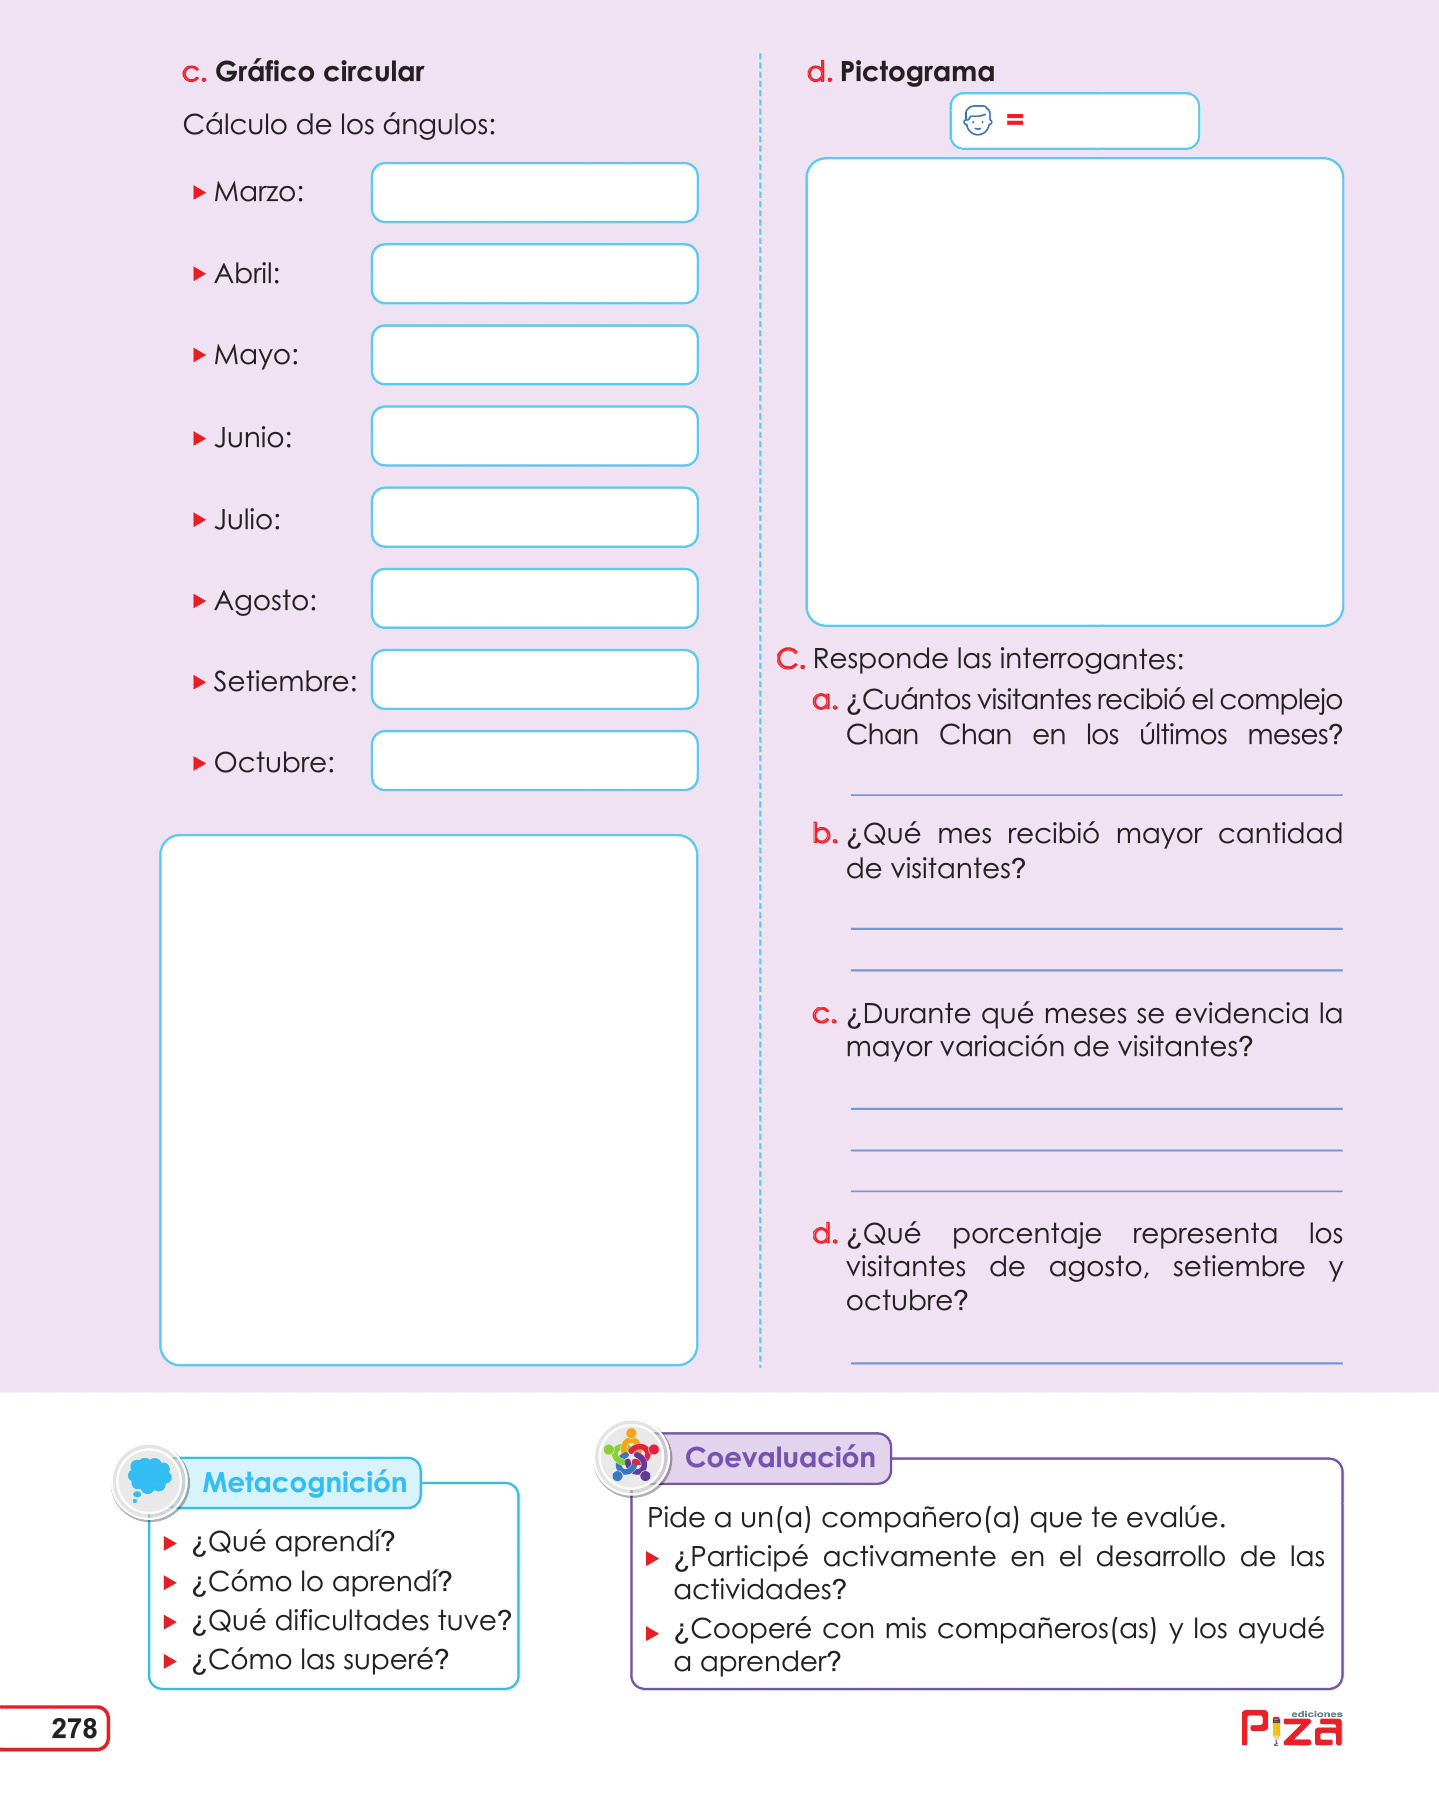 c. Gráfico circular
Cálculo de los ángulos:
Marzo:
Abril:
Mayo:
Junio:
Julio:
Agosto:
Setiembre:
Octubre:
d. Pictograma
=
C. Responde las interrogantes:
a. ¿Cuántos visitantes recibió el complejo
Chan Chan en los últimos meses?
b. ¿Qué mes recibió mayor cantidad
de visitantes?
c. ¿Durante qué meses se evidencia la
mayor variación de visitantes?
d. ¿Qué porcentaje representa los
visitantes de agosto, setiembre y
octubre?
Metacognición
¿Qué aprendí?
¿Cómo lo aprendí?
¿Qué dificultades tuve?
¿Cómo las superé?
Coevaluación
Pide a un(a) compañero(a) que te evalúe.
¿Participé activamente en el desarrollo de las
actividades?
¿Cooperé con mis compañeros(as) y los ayudé
a aprender?
278
ediciones
Piza